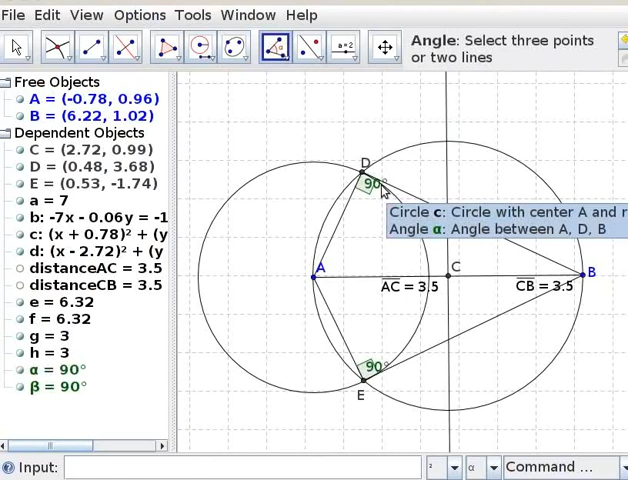 File Edit View Options Tools Window Help
a=2
Angle: Select three points
or two lines
Free Objects
A = (-0.78, 0.96)
B = (6.22, 1.02)
Dependent Objects
C = (2.72, 0.99)
D = (0.48, 3.68)
E = (0.53, -1.74)
a = 7
b: -7x - 0.06y = -1
c: (x + 0.78)² + (y
d: (x - 2.72)² + (y
distanceAC = 3.5
distanceCB = 3.5
e = 6.32
f = 6.32
g = 3
h = 3
α = 90°
β = 90°
D
90°
Circle c: Circle with center A and r
Angle α: Angle between A, D, B
A
C
B
AC = 3.5
CB = 3.5
90°
E
Input:
²
α
Command ...